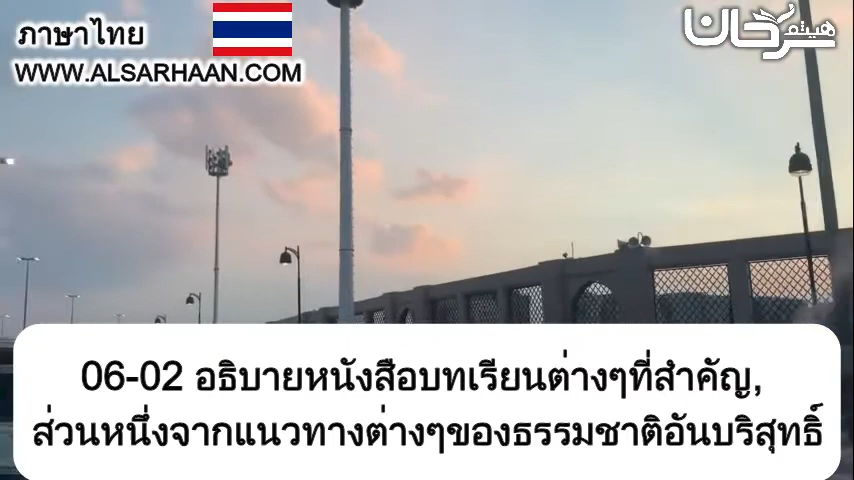 ภาษาไทย
WWW.ALSARHAAN.COM
هيثم سرحان
06-02 อธิบายหนังสือบทเรียนต่างๆที่สำคัญ,
ส่วนหนึ่งจากแนวทางต่างๆของธรรมชาติอันบริสุทธิ์